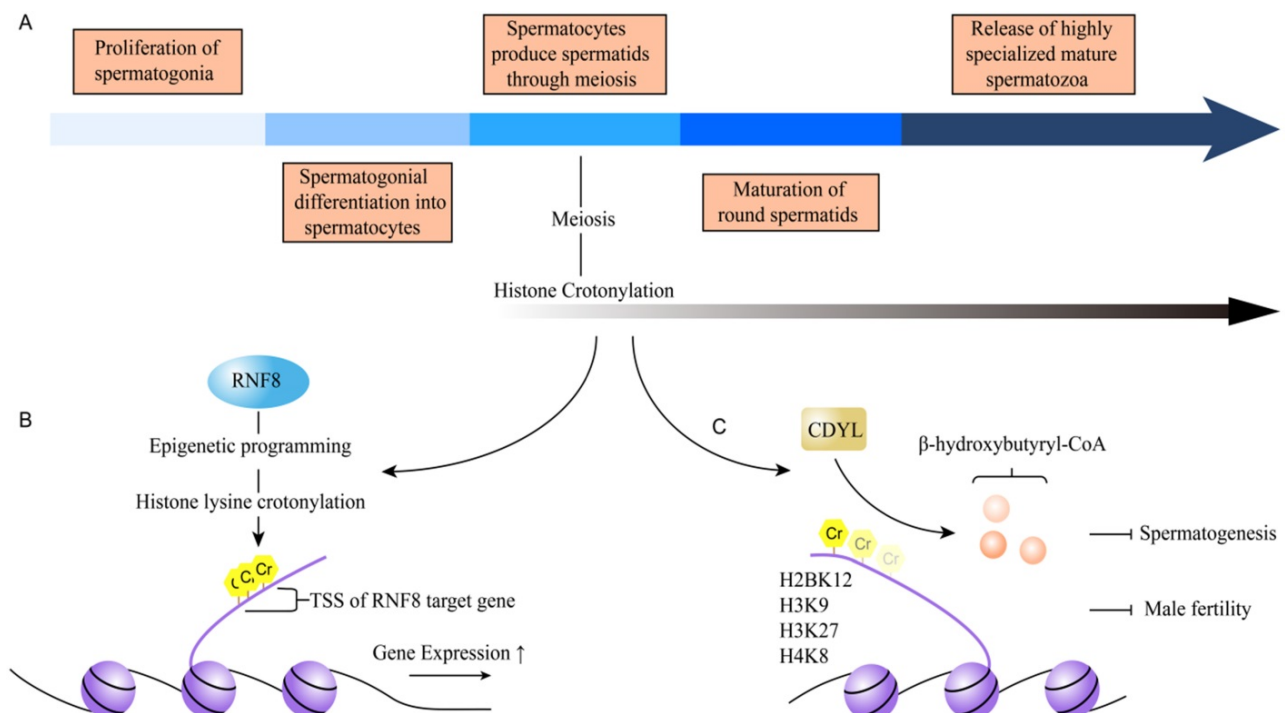 A
Proliferation of
spermatogonia
Spermatocytes
produce spermatids
through meiosis
Release of highly
specialized mature
spermatozoa
Spermatogonial
differentiation into
spermatocytes
Maturation of
round spermatids
Meiosis
Histone Crotonylation
B
RNF8
Epigenetic programming
Histone lysine crotonylation
Cr
TSS of RNF8 target gene
Gene Expression ↑
C
CDYL
β-hydroxybutyryl-CoA
Cr
Cr
Cr
H2BK12
H3K9
H3K27
H4K8
Spermatogenesis
Male fertility